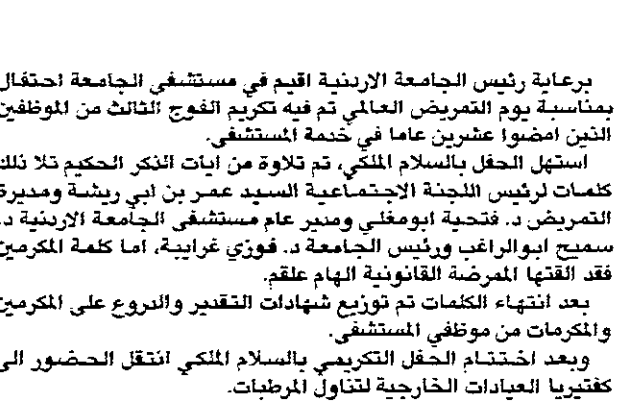 برعاية رئيس الجامعة الاردنية اقيم في مستشفى الجامعة احتفال
بمناسبة يوم التمريض العالمي تم فيه تكريم الفوج الثالث من الموظفين
الذين امضوا عشرين عاما في خدمة المستشفى.
استهل الحفل بالسلام الملكي، تم تلاوة من ايات الذكر الحكيم تلا ذلك
كلمات لرئيس اللجنة الاجتماعية السيد عمر بن ابي ريشة ومديرة
التمريض د. فتحية ابومغلي ومدير عام مستشفى الجامعة الاردنية د.
سميح ابوالراغب ورئيس الجامعة د. فوزي غرايبة، اما كلمة المكرمين
فقد القتها الممرضة القانونية الهام علقم.
بعد انتهاء الكلمات تم توزيع شهادات التقدير والدروع على المكرمين
والمكرمات من موظفي المستشفى.
وبعد اختتام الحفل التكريمي بالسلام الملكي انتقل الحضور الى
كفتيريا العيادات الخارجية لتناول المرطبات.